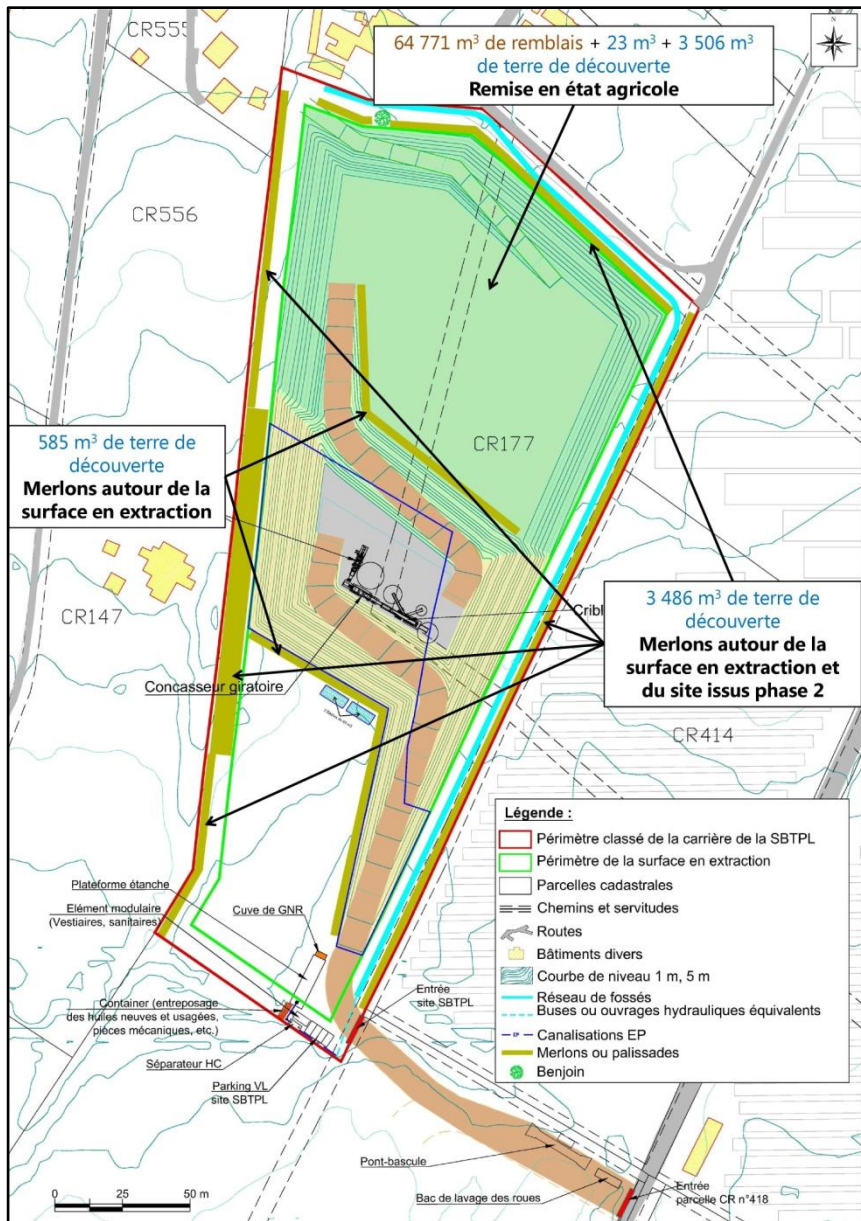 CR555
64 771 m³ de remblais + 23 m³ + 3 506 m³
de terre de découverte
Remise en état agricole
N
CR556
CR177
585 m³ de terre de
découverte
Merlons autour de la
surface en extraction
CR147
Cribl
3 486 m³ de terre de
découverte
Merlons autour de la
surface en extraction et
du site issus phase 2
Concasseur giratoire
CR414
Légende :
Périmètre classé de la carrière de la SBTPL
Périmètre de la surface en extraction
Parcelles cadastrales
Chemins et servitudes
Routes
Bâtiments divers
Courbe de niveau 1 m, 5 m
Réseau de fossés
Buses ou ouvrages hydrauliques équivalents
EP
Canalisations EP
Merlons ou palissades
Benjoin
Plateforme étanche
Elément modulaire
(Vestiaires, sanitaires)
Cuve de GNR
Container (entreposage
des huiles neuves et usagées,
pièces mécaniques, etc.)
Séparateur HC
Parking VL
site SBTPL
Entrée
site SBTPL
Pont-bascule
Bac de lavage des roues
Entrée
parcelle CR n°418
0 25 50 m